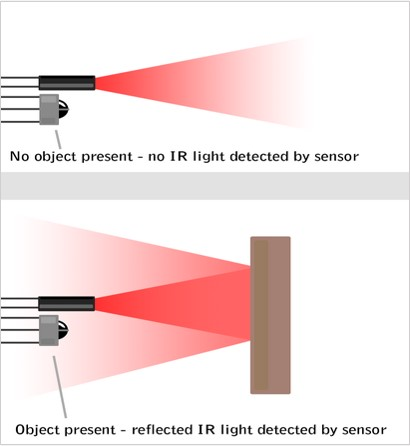 No object present - no IR light detected by sensor
Object present - reflected IR light detected by sensor